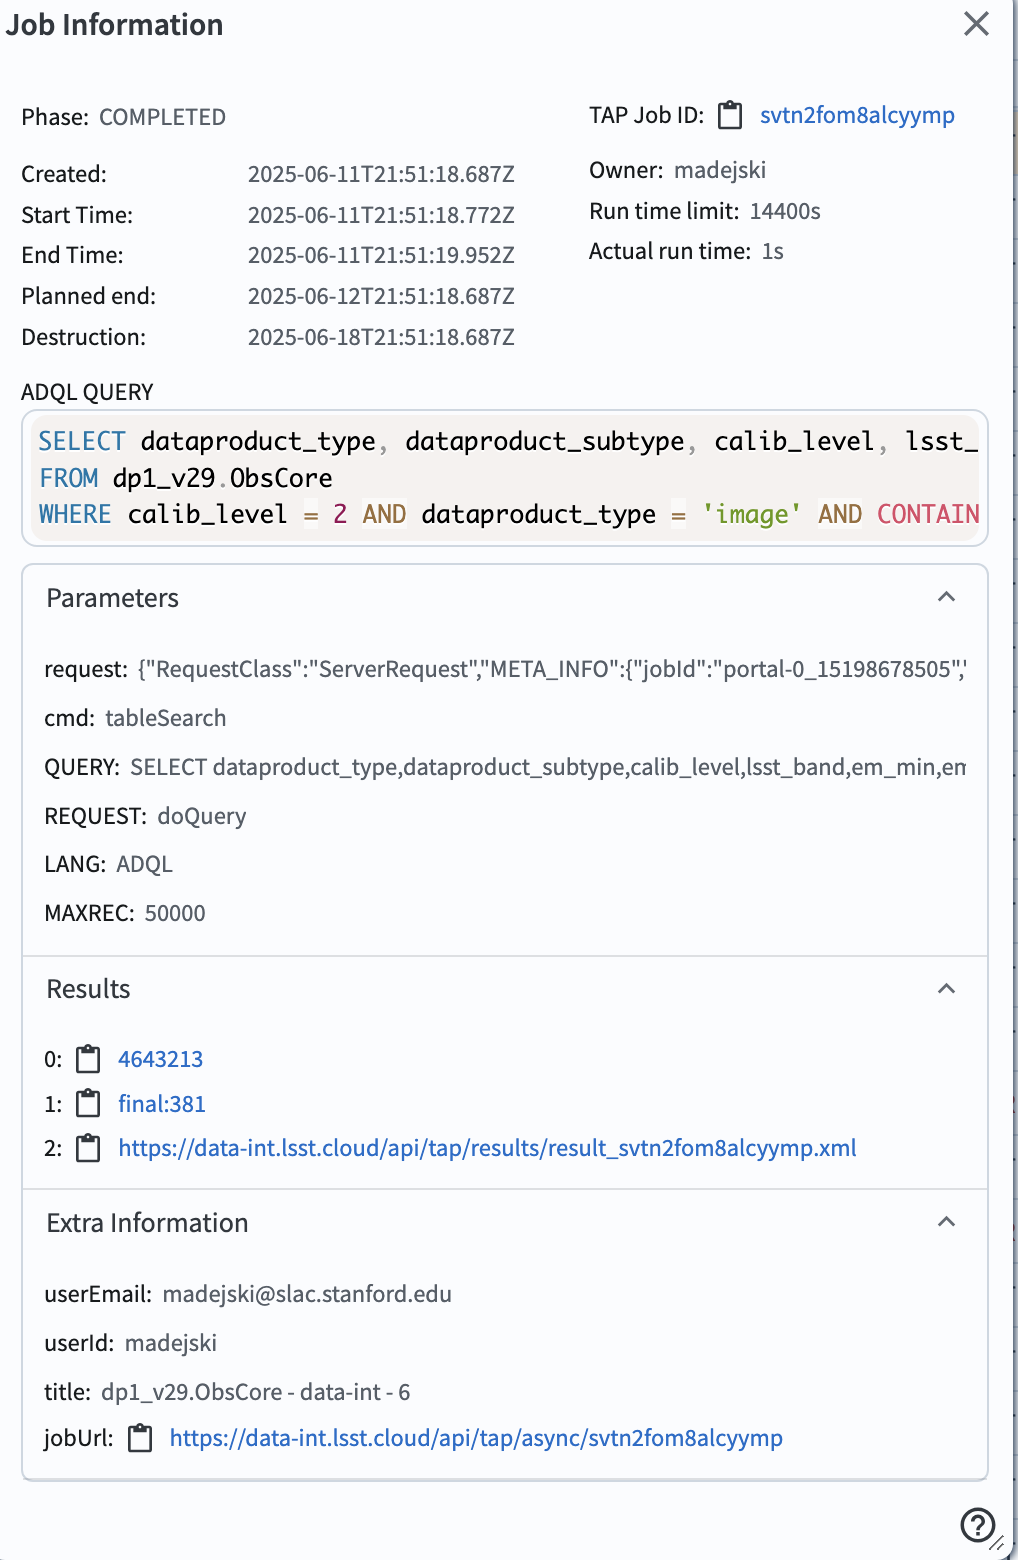 Job Information
Phase: COMPLETED
TAP Job ID: svtn2fom8alcyymp
Created: 2025-06-11T21:51:18.687Z
Owner: madejski
Start Time: 2025-06-11T21:51:18.772Z
Run time limit: 14400s
End Time: 2025-06-11T21:51:19.952Z
Actual run time: 1s
Planned end: 2025-06-12T21:51:18.687Z
Destruction: 2025-06-18T21:51:18.687Z
ADQL QUERY
SELECT dataproduct_type, dataproduct_subtype, calib_level, lsst_
FROM dp1_v29.ObsCore
WHERE calib_level = 2 AND dataproduct_type = 'image' AND CONTAIN
Parameters
request: {"RequestClass":"ServerRequest","META_INFO":{"jobId":"portal-0_15198678505","
cmd: tableSearch
QUERY: SELECT dataproduct_type,dataproduct_subtype,calib_level,lsst_band,em_min,em
REQUEST: doQuery
LANG: ADQL
MAXREC: 50000
Results
0: 4643213
1: final:381
2: https://data-int.lsst.cloud/api/tap/results/result_svtn2fom8alcyymp.xml
Extra Information
userEmail: madejski@slac.stanford.edu
userId: madejski
title: dp1_v29.ObsCore - data-int - 6
jobUrl: https://data-int.lsst.cloud/api/tap/async/svtn2fom8alcyymp